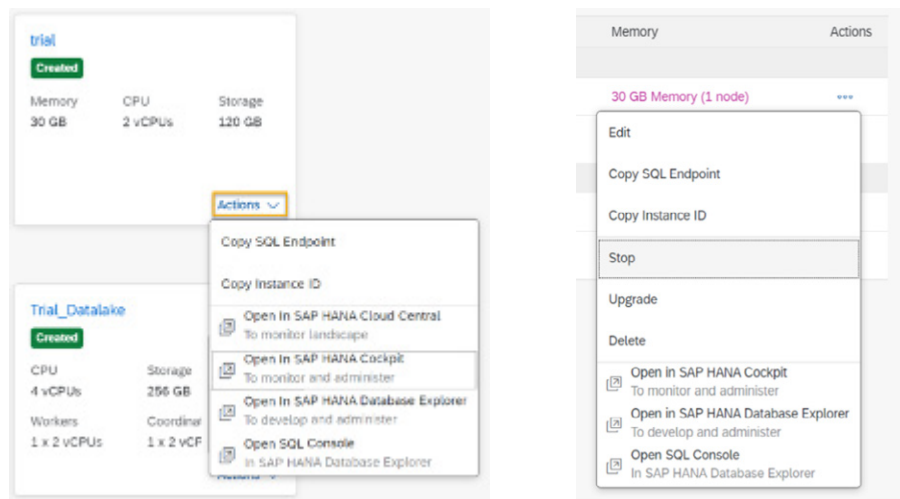 trial
Created
Memory CPU Storage
30 GB 2 vCPUs 120 GB
Actions
Copy SQL Endpoint
Copy Instance ID
Open in SAP HANA Cloud Central
To monitor landscape
Open in SAP HANA Cockpit
To monitor and administer
Open in SAP HANA Database Explorer
To develop and administer
Open SQL Console
In SAP HANA Database Explorer
Trial_Datalake
Created
CPU Storage
4 vCPUs 256 GB
Workers Coordinat
1 x 2 vCPUs 1 x 2 vCP
Actions
Memory Actions
30 GB Memory (1 node)
Edit
Copy SQL Endpoint
Copy Instance ID
Stop
Upgrade
Delete
Open in SAP HANA Cockpit
To monitor and administer
Open in SAP HANA Database Explorer
To develop and administer
Open SQL Console
In SAP HANA Database Explorer